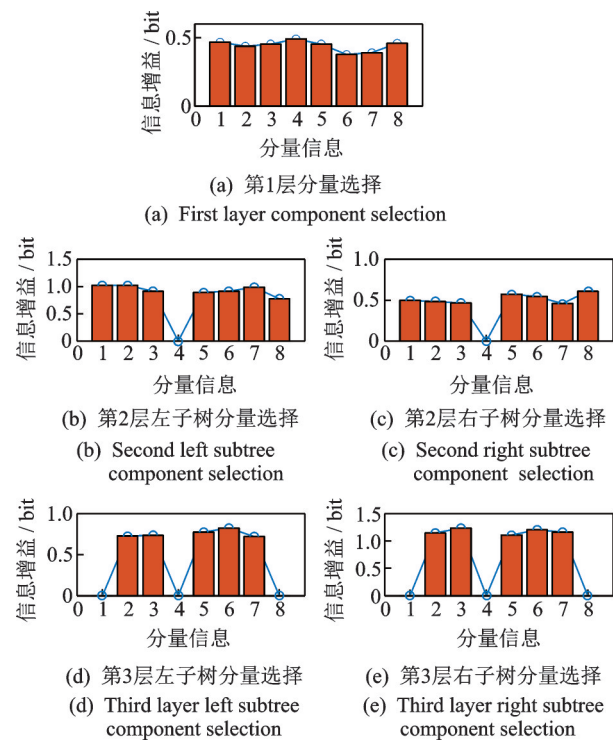 信息增益 / bit
0.5
0
0 1 2 3 4 5 6 7 8
分量信息
(a) 第1层分量选择
(a) First layer component selection
信息增益 / bit
1.5
1.0
0.5
0
0 1 2 3 4 5 6 7 8
分量信息
(b) 第2层左子树分量选择
(b) Second left subtree
component selection
信息增益 / bit
1.0
0.5
0
0 1 2 3 4 5 6 7 8
分量信息
(c) 第2层右子树分量选择
(c) Second right subtree
component selection
信息增益 / bit
1.0
0.5
0
0 1 2 3 4 5 6 7 8
分量信息
(d) 第3层左子树分量选择
(d) Third layer left subtree
component selection
信息增益 / bit
1.5
1.0
0.5
0
0 1 2 3 4 5 6 7 8
分量信息
(e) 第3层右子树分量选择
(e) Third layer right subtree
component selection